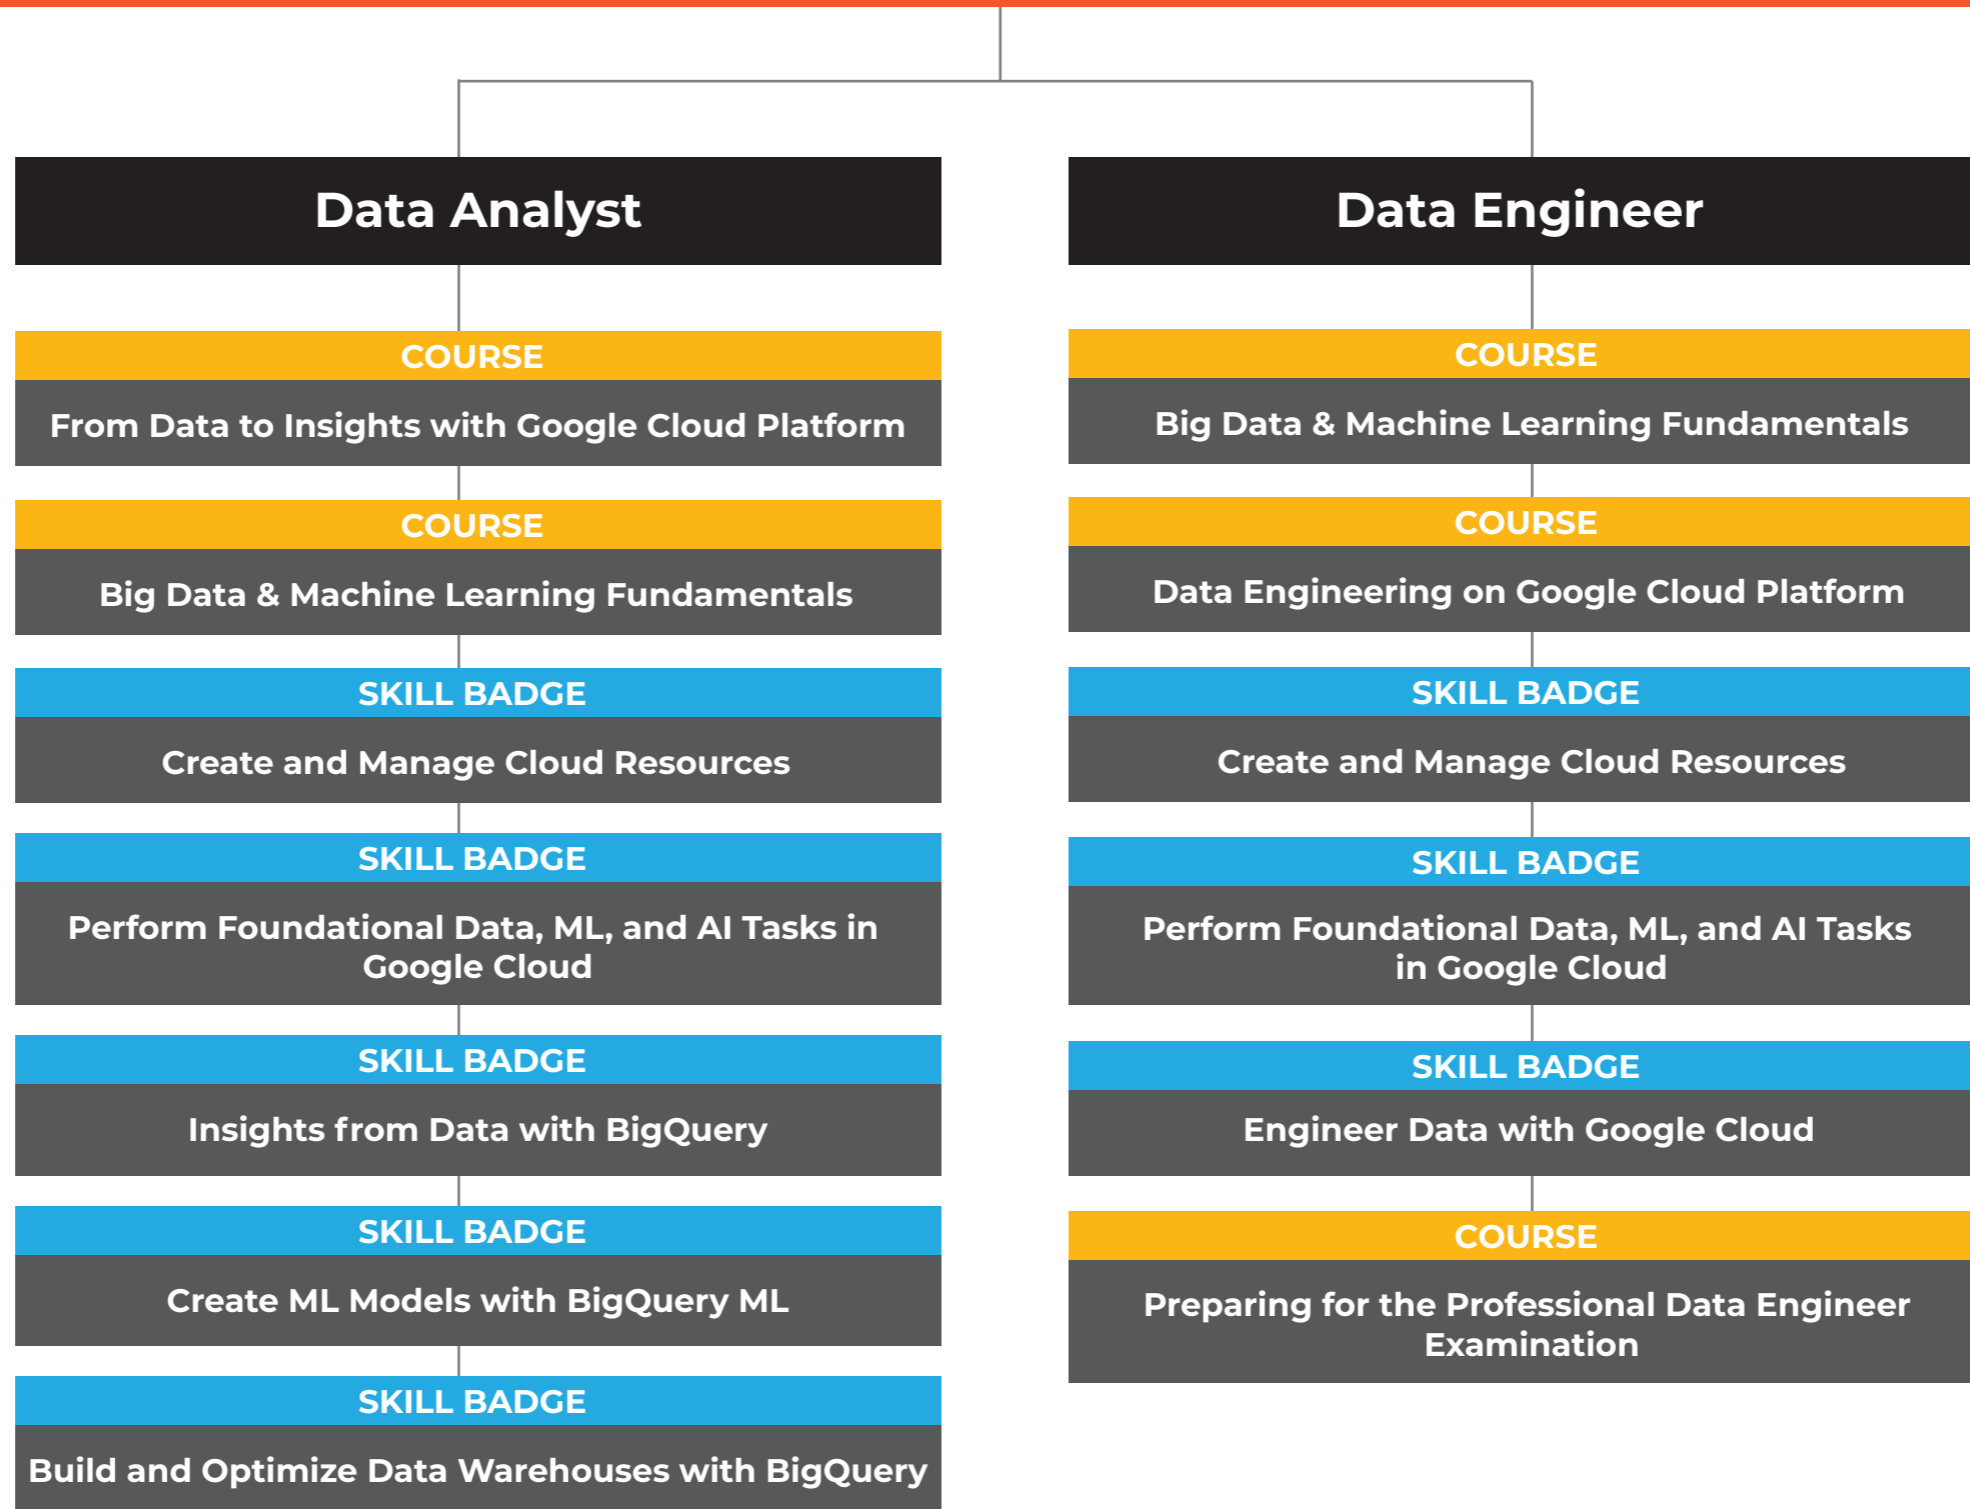 Data Analyst
COURSE
From Data to Insights with Google Cloud Platform
COURSE
Big Data & Machine Learning Fundamentals
SKILL BADGE
Create and Manage Cloud Resources
SKILL BADGE
Perform Foundational Data, ML, and AI Tasks in
Google Cloud
SKILL BADGE
Insights from Data with BigQuery
SKILL BADGE
Create ML Models with BigQuery ML
SKILL BADGE
Build and Optimize Data Warehouses with BigQuery
Data Engineer
COURSE
Big Data & Machine Learning Fundamentals
COURSE
Data Engineering on Google Cloud Platform
SKILL BADGE
Create and Manage Cloud Resources
SKILL BADGE
Perform Foundational Data, ML, and AI Tasks
in Google Cloud
SKILL BADGE
Engineer Data with Google Cloud
COURSE
Preparing for the Professional Data Engineer
Examination